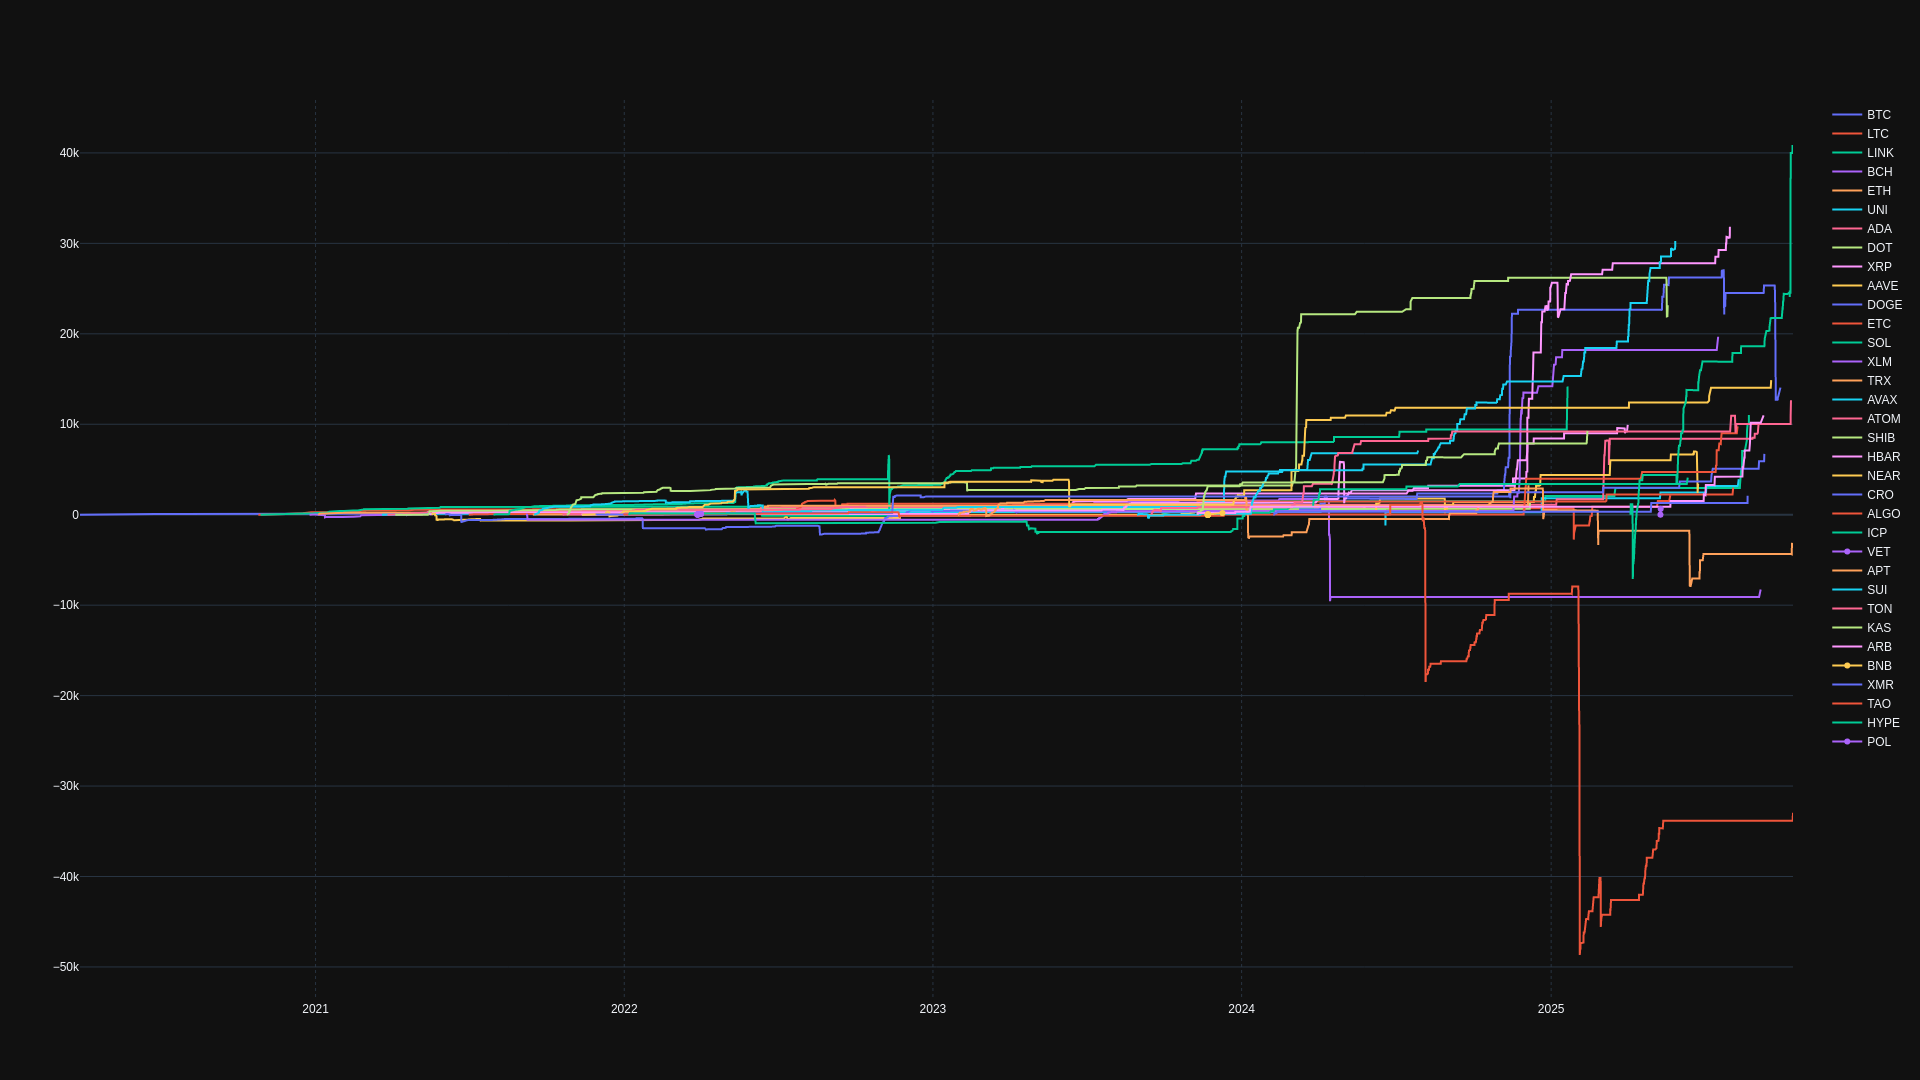 40k
30k
20k
10k
0
−10k
−20k
−30k
−40k
−50k
2021
2022
2023
2024
2025
BTC
LTC
LINK
BCH
ETH
UNI
ADA
DOT
XRP
AAVE
DOGE
ETC
SOL
XLM
TRX
AVAX
ATOM
SHIB
HBAR
NEAR
CRO
ALGO
ICP
VET
APT
SUI
TON
KAS
ARB
BNB
XMR
TAO
HYPE
POL